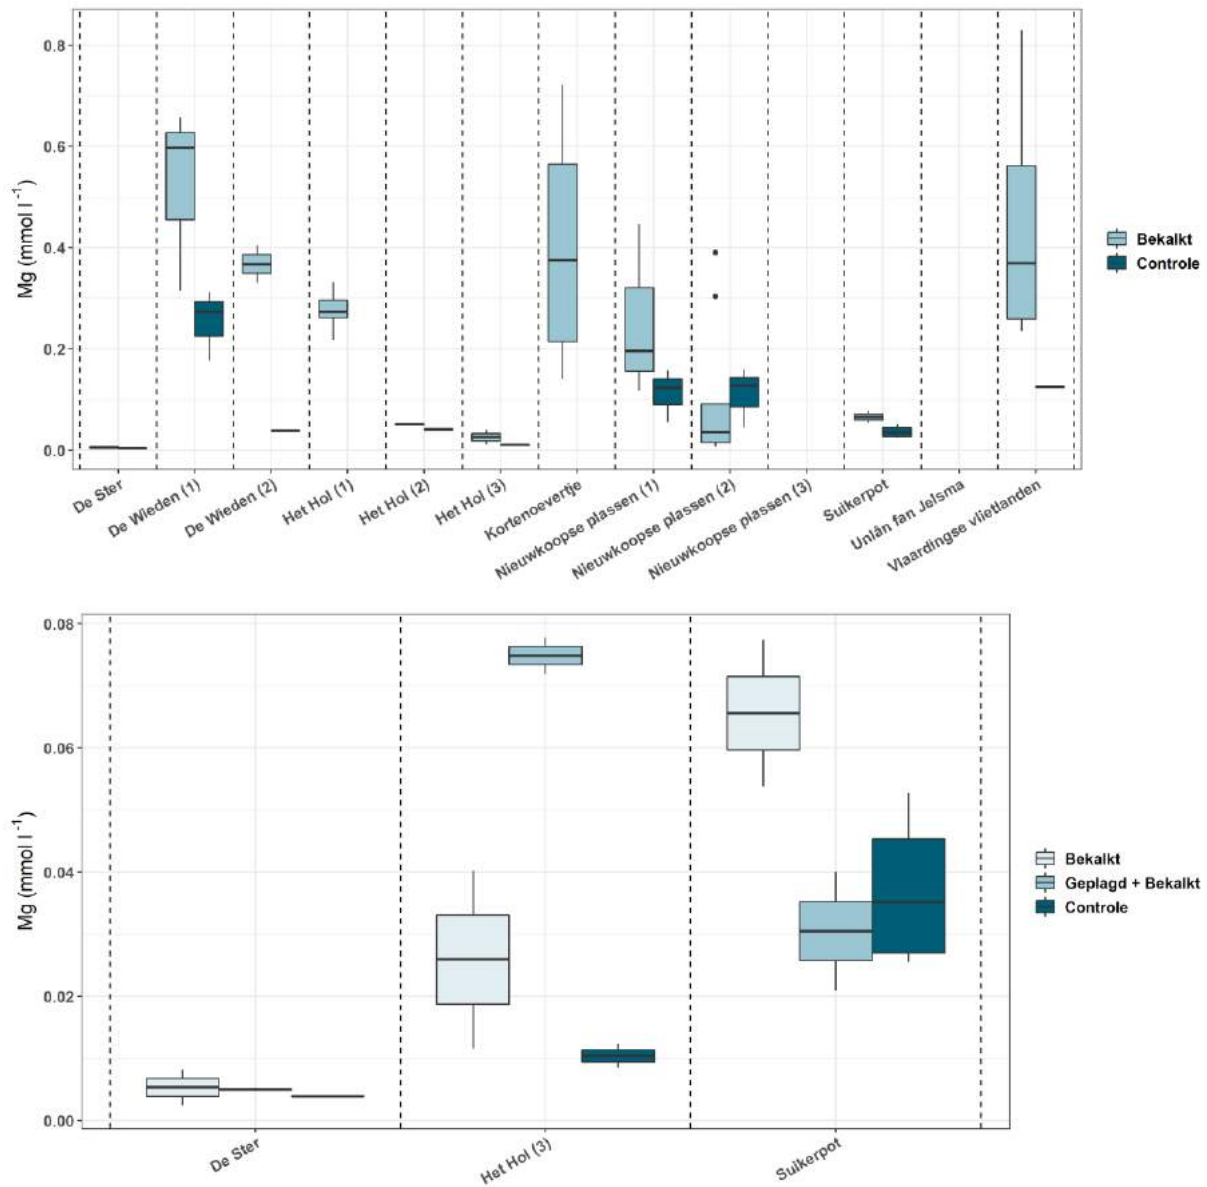 Mg (mmol l⁻¹)
0.8
0.6
0.4
0.2
0.0
De Ster
De Wieden (1)
De Wieden (2)
Het Hol (1)
Het Hol (2)
Het Hol (3)
Kortenoevertje
Nieuwkoopse plassen (1)
Nieuwkoopse plassen (2)
Nieuwkoopse plassen (3)
Suikerpot
Unlân fan Jelsma
Vlaardingse vlietlanden
Bekalkt
Controle
Mg (mmol l⁻¹)
0.08
0.06
0.04
0.02
0.00
De Ster
Het Hol (3)
Suikerpot
Bekalkt
Geplagd + Bekalkt
Controle